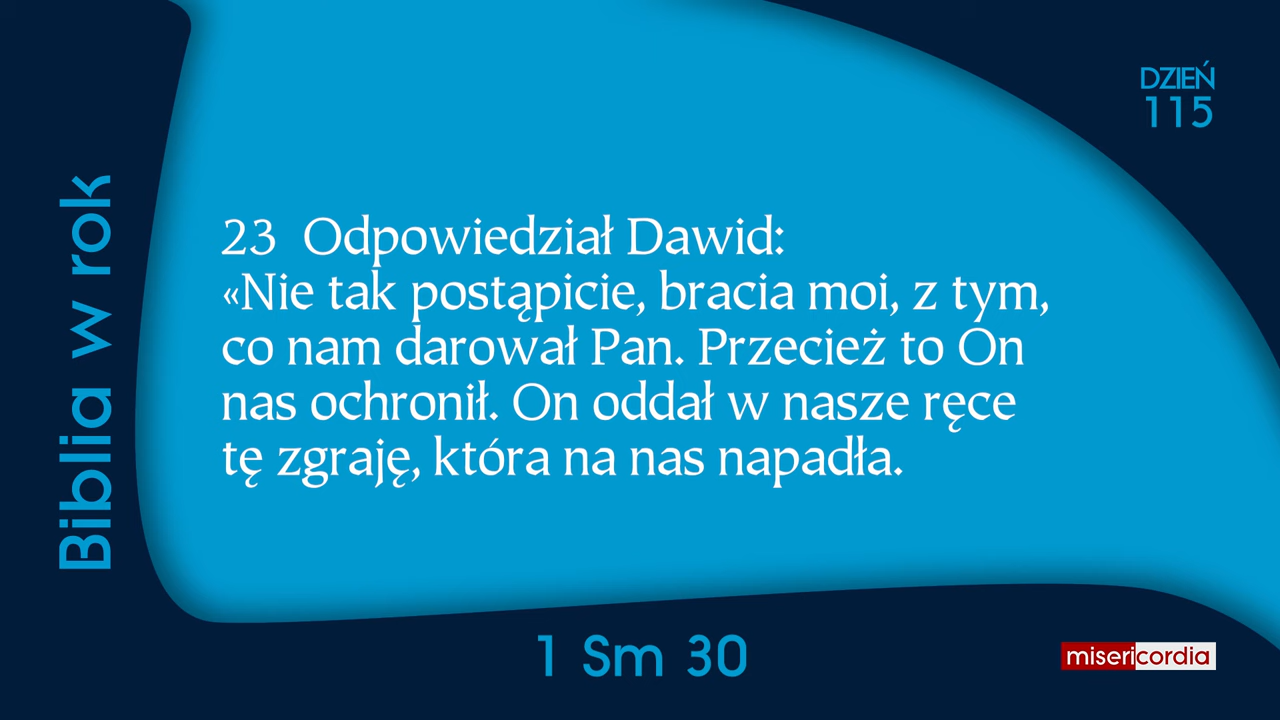 DZIEŃ
115
Biblia w rok
23 Odpowiedział Dawid:
«Nie tak postąpicie, bracia moi, z tym,
co nam darował Pan. Przecież to On
nas ochronił. On oddał w nasze ręce
tę zgraję, która na nas napadła.
1 Sm 30
misericordia